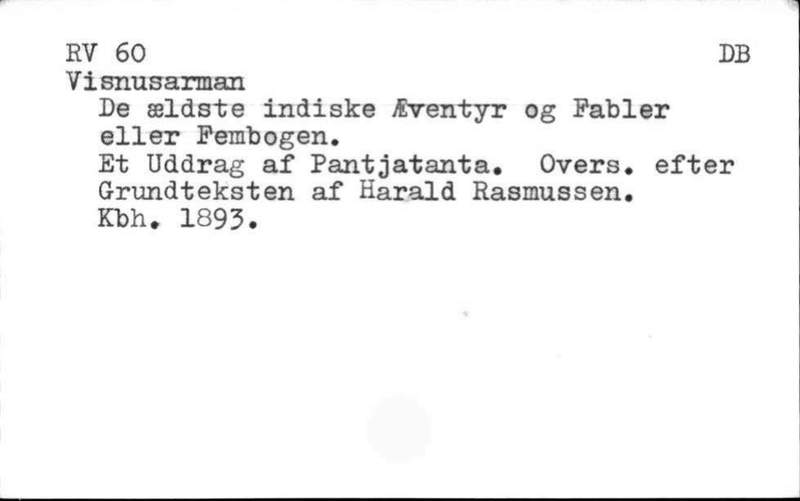 RV 60 DB
Visnusarman
De ældste indiske Æventyr og Fabler
eller Fembogen.
Et Uddrag af Pantjatanta. Overs. efter
Grundteksten af Harald Rasmussen.
Kbh. 1893.